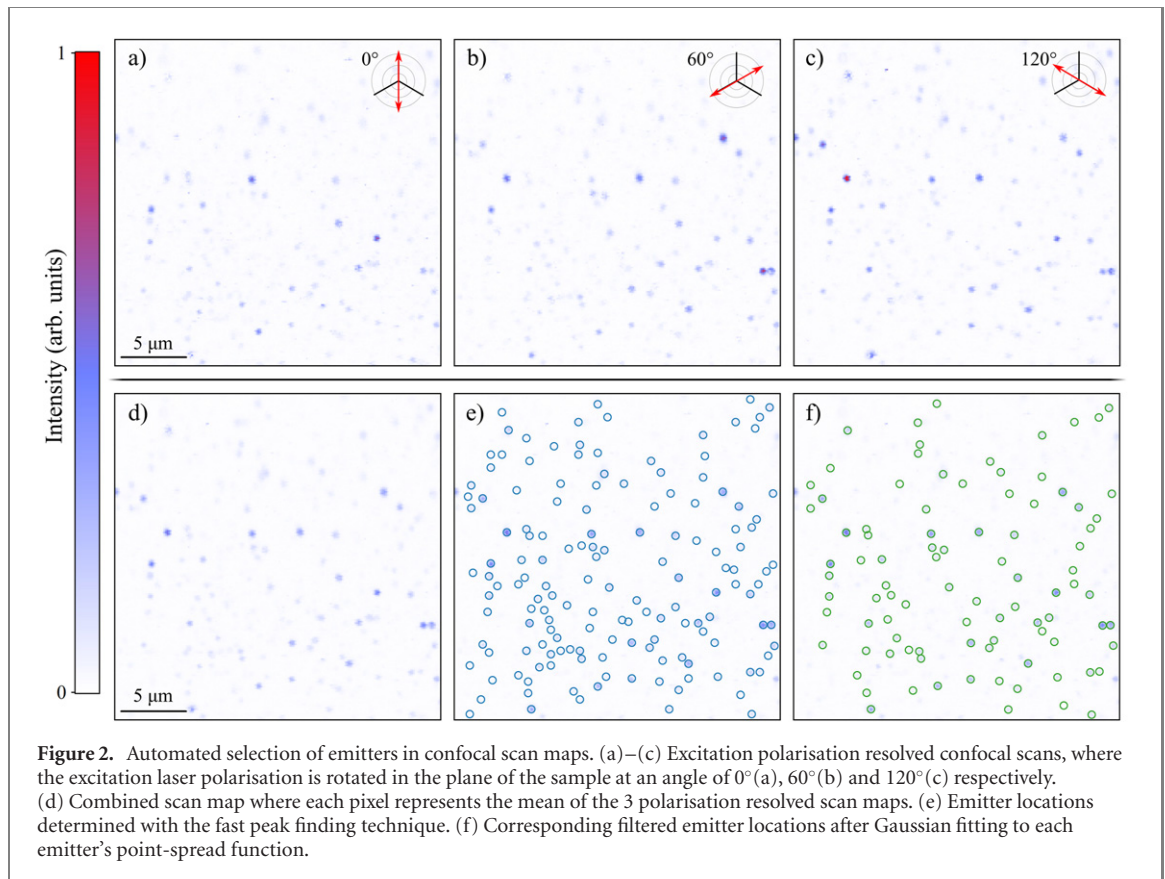 1
Intensity (arb. units)
0
a)
0°
5 μm
b)
60°
c)
120°
d)
5 μm
e)
f)
Figure 2. Automated selection of emitters in confocal scan maps. (a)–(c) Excitation polarisation resolved confocal scans, where
the excitation laser polarisation is rotated in the plane of the sample at an angle of 0°(a), 60°(b) and 120°(c) respectively.
(d) Combined scan map where each pixel represents the mean of the 3 polarisation resolved scan maps. (e) Emitter locations
determined with the fast peak finding technique. (f) Corresponding filtered emitter locations after Gaussian fitting to each
emitter's point-spread function.